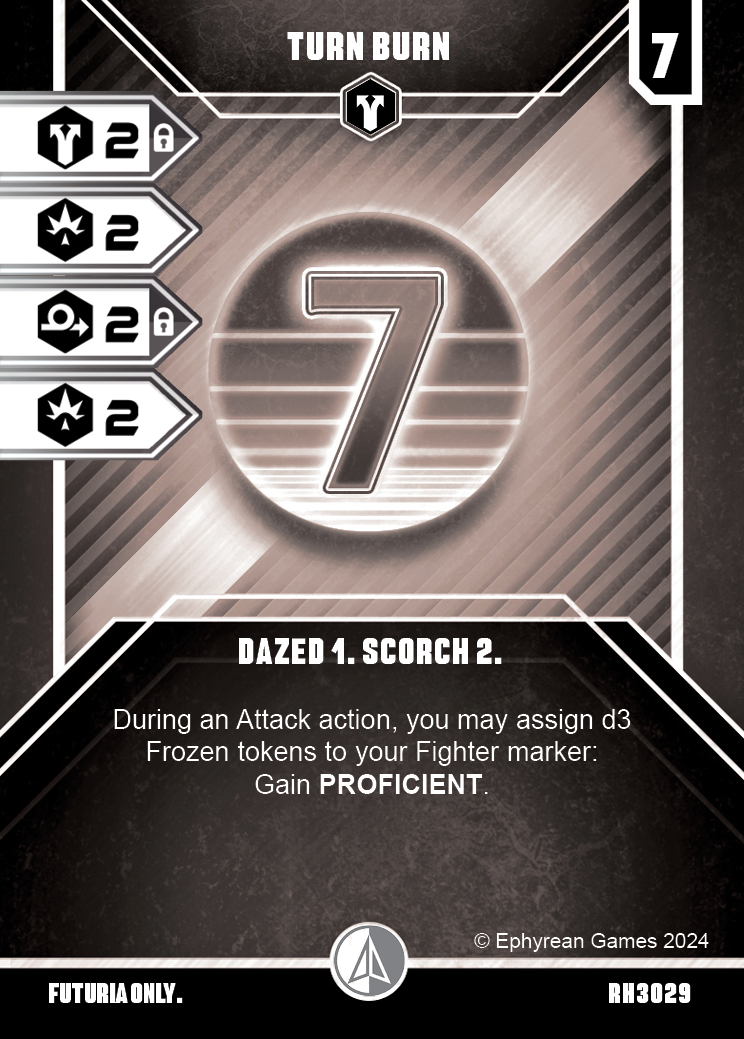 TURN BURN
7
2
2
2
2
7
DAZED 1. SCORCH 2.
During an Attack action, you may assign d3
Frozen tokens to your Fighter marker:
Gain PROFICIENT.
© Ephyrean Games 2024
FUTURIA ONLY.
RH3029